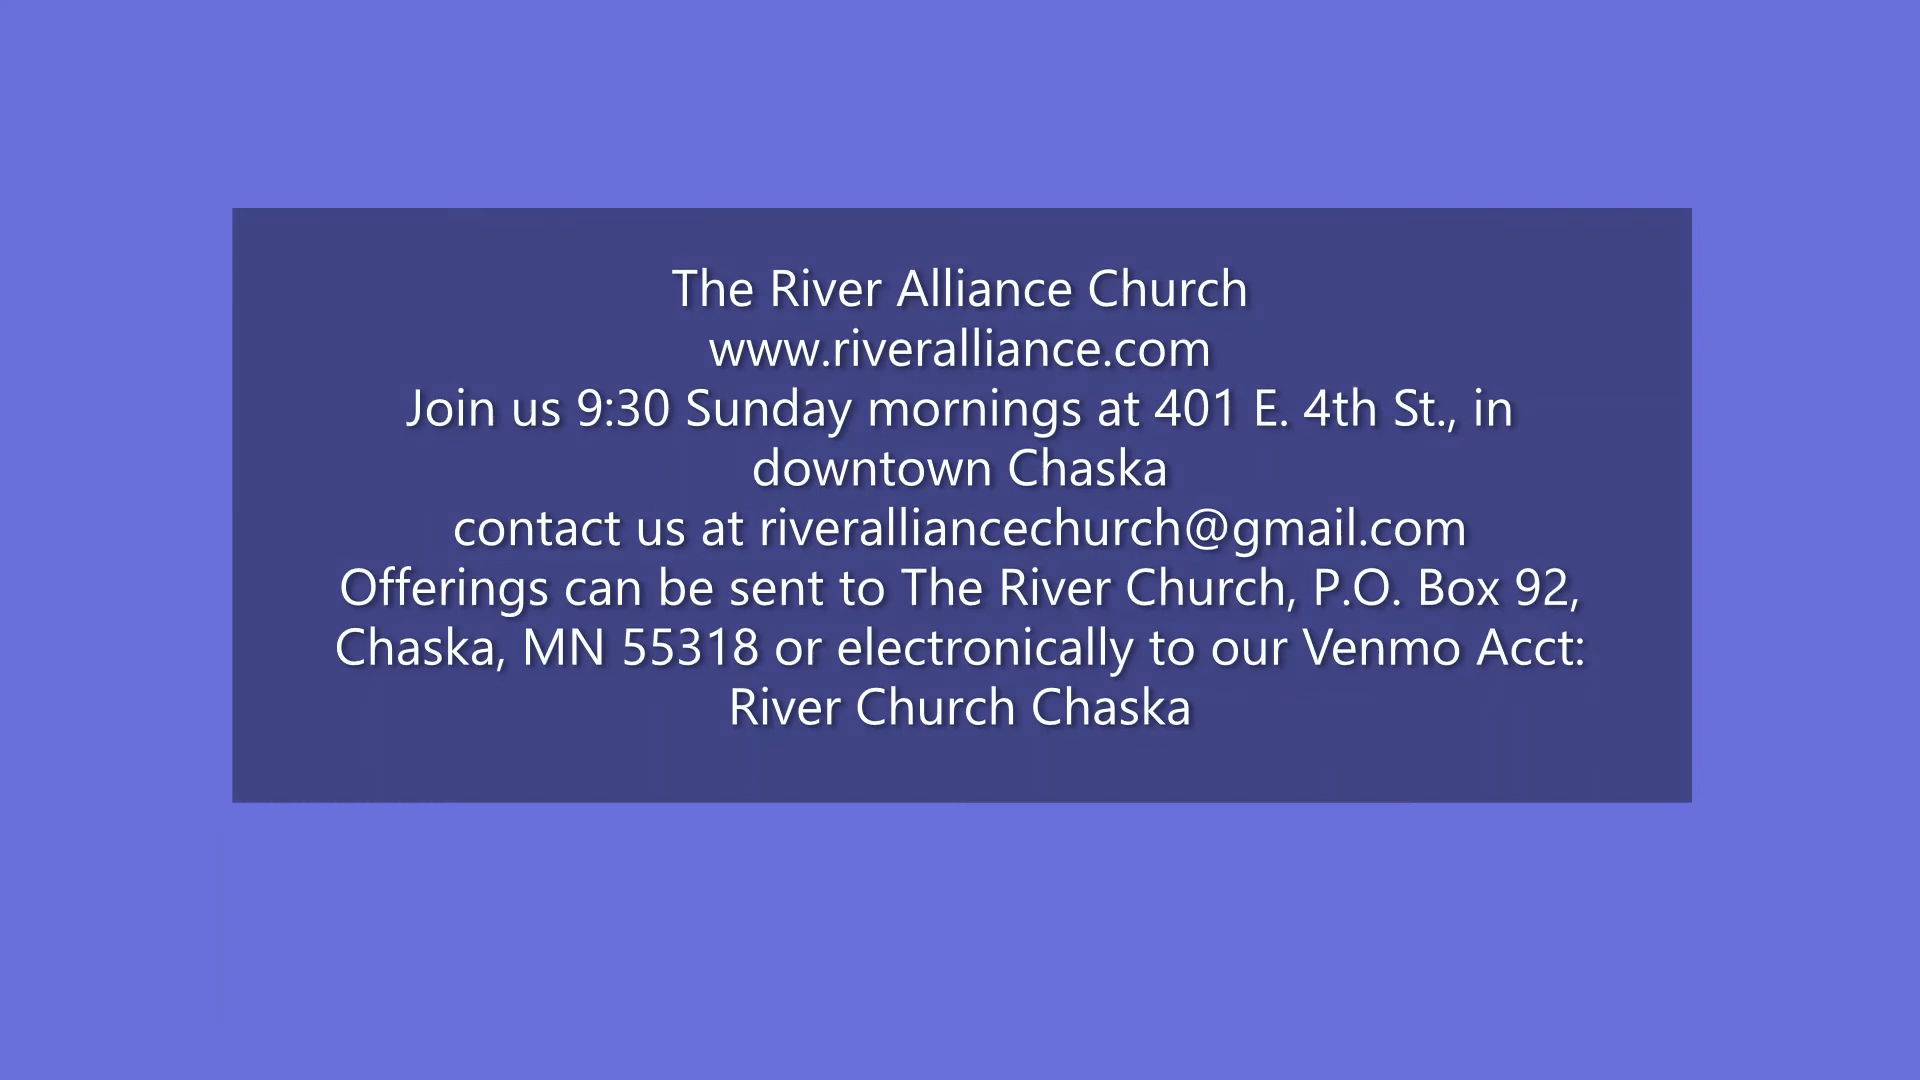 The River Alliance Church
www.riveralliance.com
Join us 9:30 Sunday mornings at 401 E. 4th St., in
downtown Chaska
contact us at riveralliancechurch@gmail.com
Offerings can be sent to The River Church, P.O. Box 92,
Chaska, MN 55318 or electronically to our Venmo Acct:
River Church Chaska